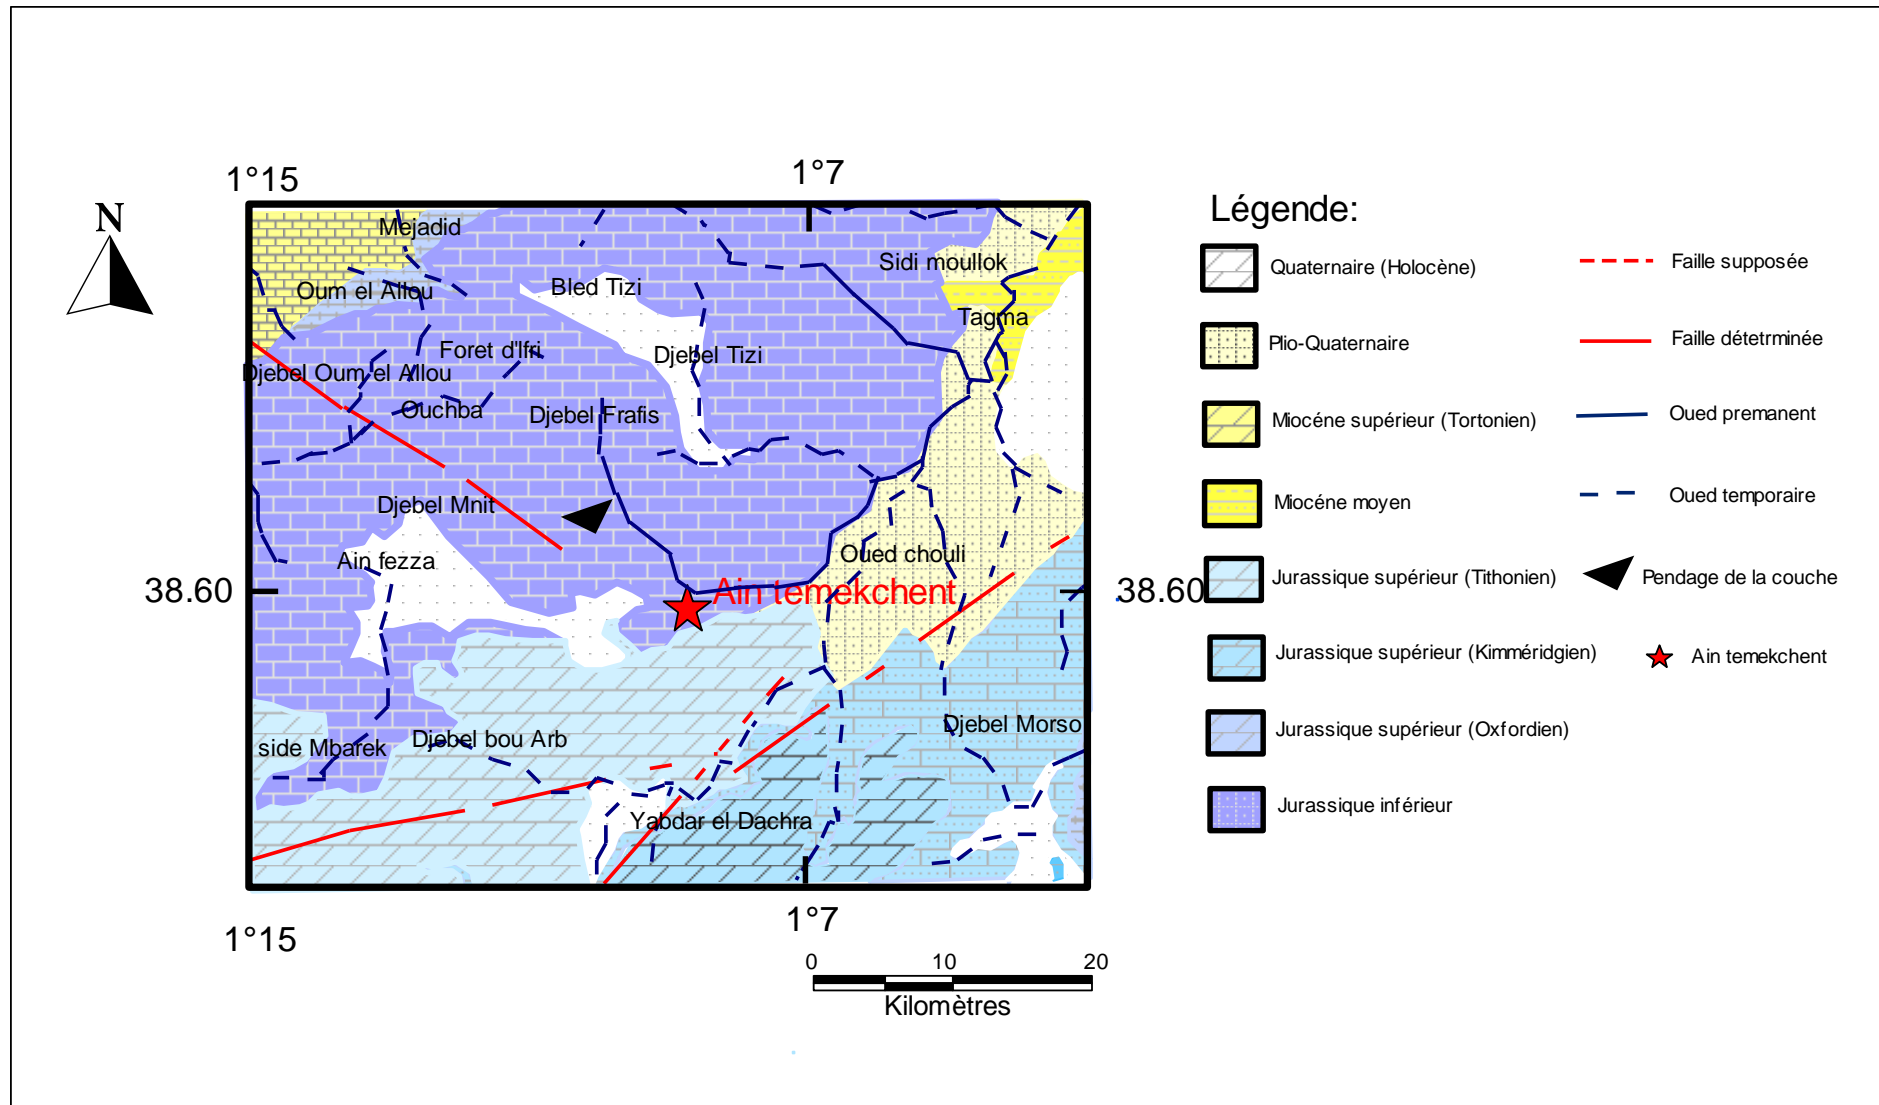 1°15
1°7
N
Mejadid
Sidi moullok
Oum el Allou
Bled Tizi
Tagma
Foret d'Ifri
Djebel Tizi
Djebel Oum el Allou
Ouchba
Djebel Frafis
Djebel Mnit
Ain fezza
Oued chouli
38.60
Ain temekchent
38.60
side Mbarek
Djebel bou Arb
Djebel Morso
Yabdar el Dachra
1°15
1°7
0 10 20
Kilomètres
Légende:
Quaternaire (Holocène)
Plio-Quaternaire
Miocéne supérieur (Tortonien)
Miocéne moyen
Jurassique supérieur (Tithonien)
Jurassique supérieur (Kimméridgien)
Jurassique supérieur (Oxfordien)
Jurassique inférieur
Faille supposée
Faille détetrminée
Oued premanent
Oued temporaire
Pendage de la couche
Ain temekchent